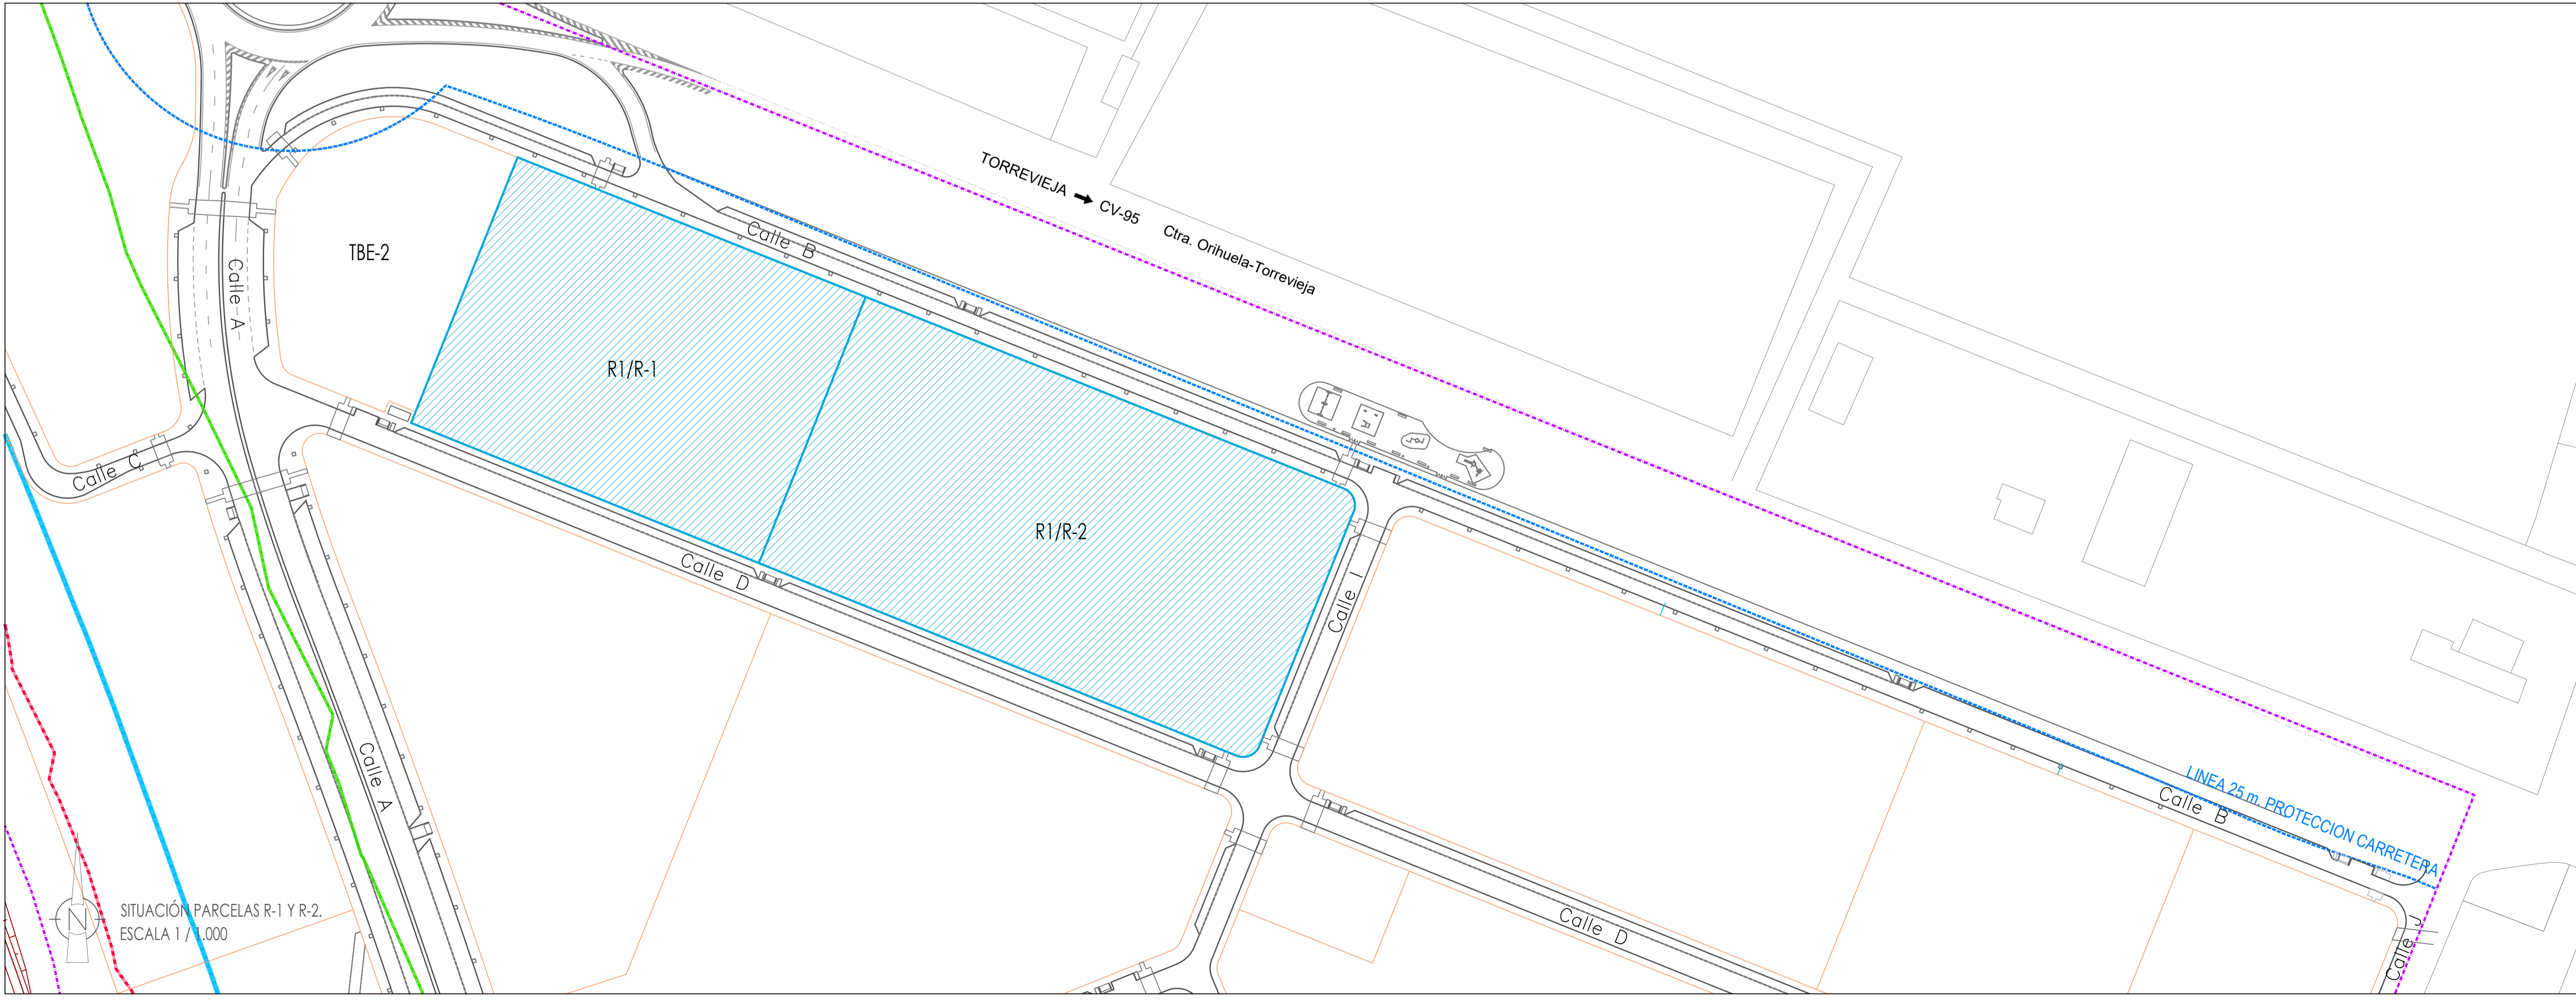 TORREVIEJA
CV-95
Ctra. Orihuela-Torrevieja
TBE-2
Calle B
Calle A
R1/R-1
Calle C
R1/R-2
Calle D
Calle I
Calle A
LINEA 25 m. PROTECCION CARRETERA
Calle B
SITUACIÓN PARCELAS R-1 Y R-2.
ESCALA 1 / 1.000
N
Calle D
Calle J